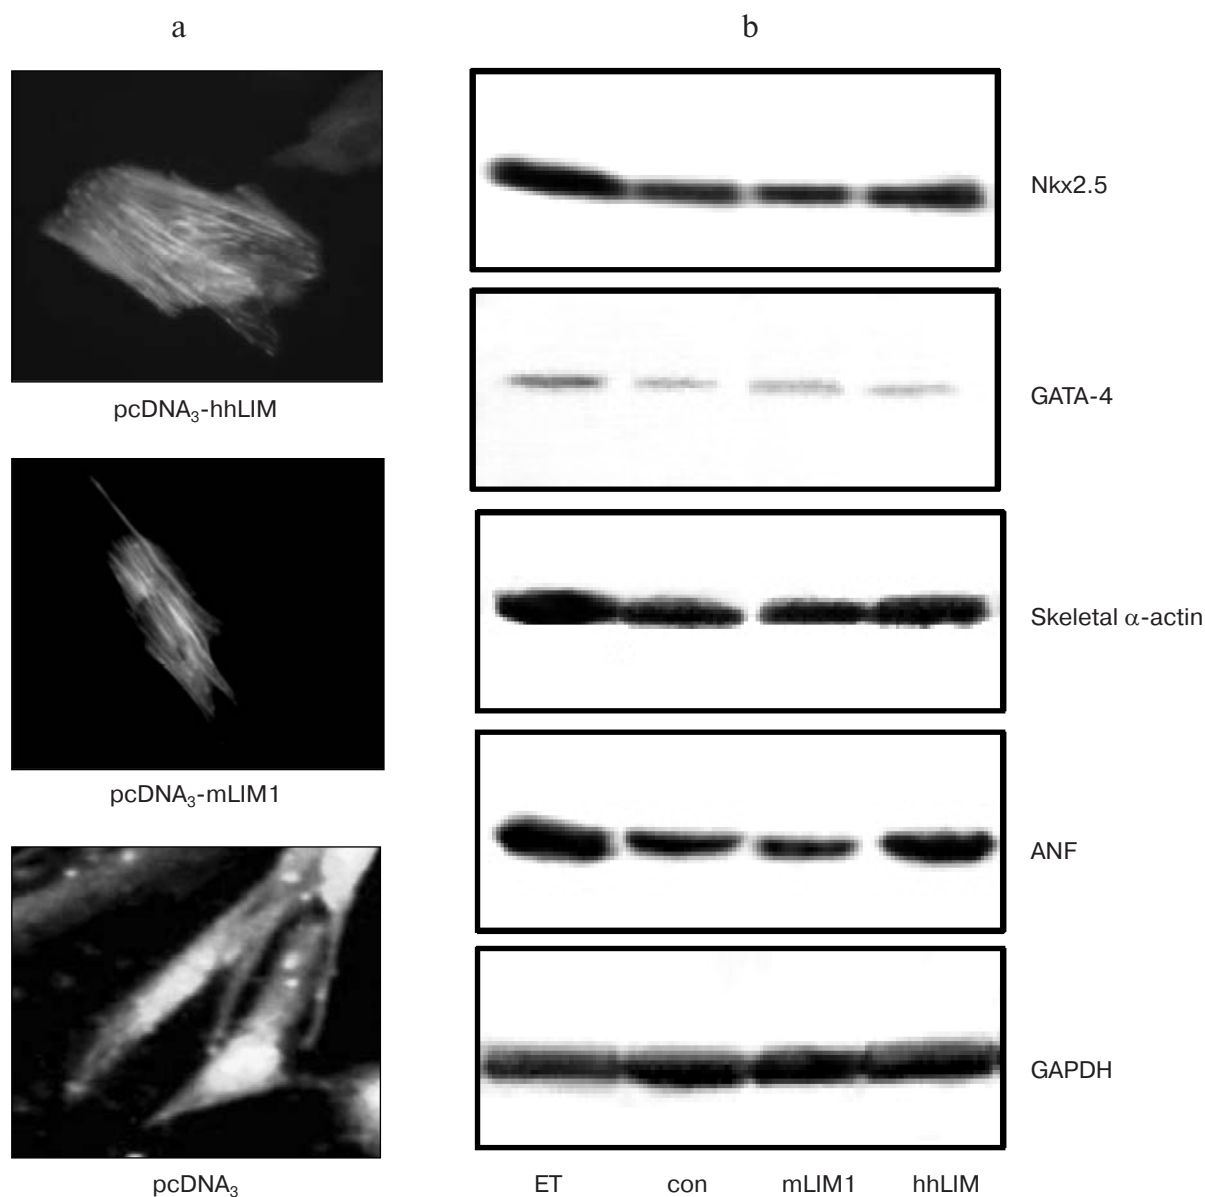 a
b
pcDNA₃-hhLIM
pcDNA₃-mLIM1
pcDNA₃
Nkx2.5
GATA-4
Skeletal α-actin
ANF
GAPDH
ET con mLIM1 hhLIM